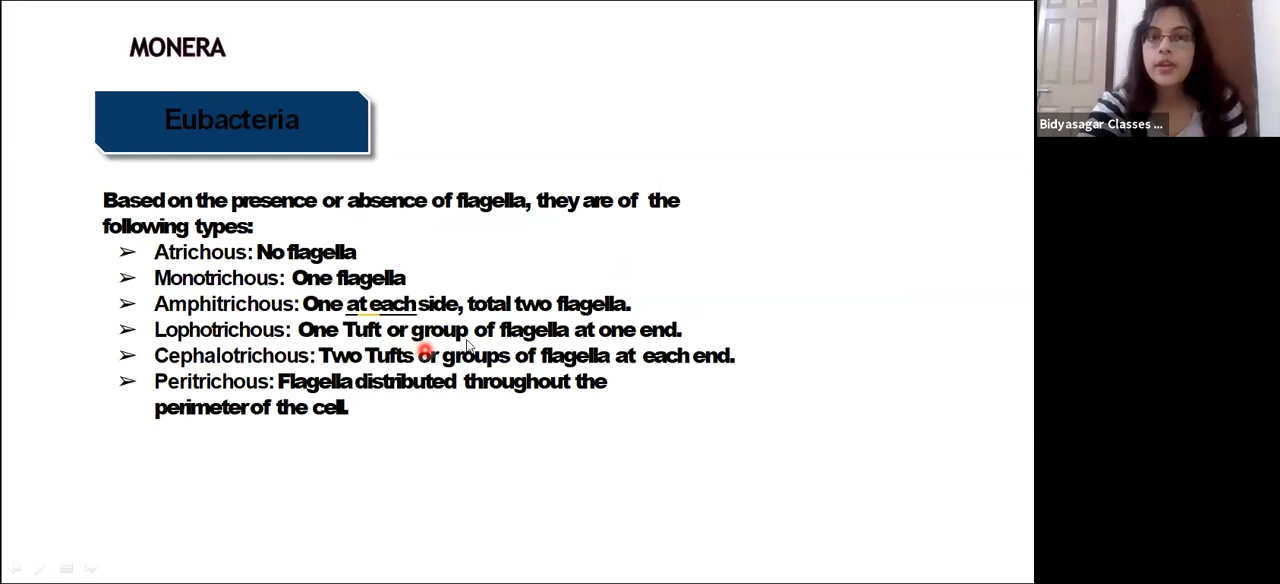 MONERA
Eubacteria
Based on the presence or absence of flagella, they are of the
following types:
➢ Atrichous: No flagella
➢ Monotrichous: One flagella
➢ Amphitrichous: One at each side, total two flagella.
➢ Lophotrichous: One Tuft or group of flagella at one end.
➢ Cephalotrichous: Two Tufts or groups of flagella at each end.
➢ Peritrichous: Flagella distributed throughout the
perimeter of the cell.
Bidyasagar Classes ...